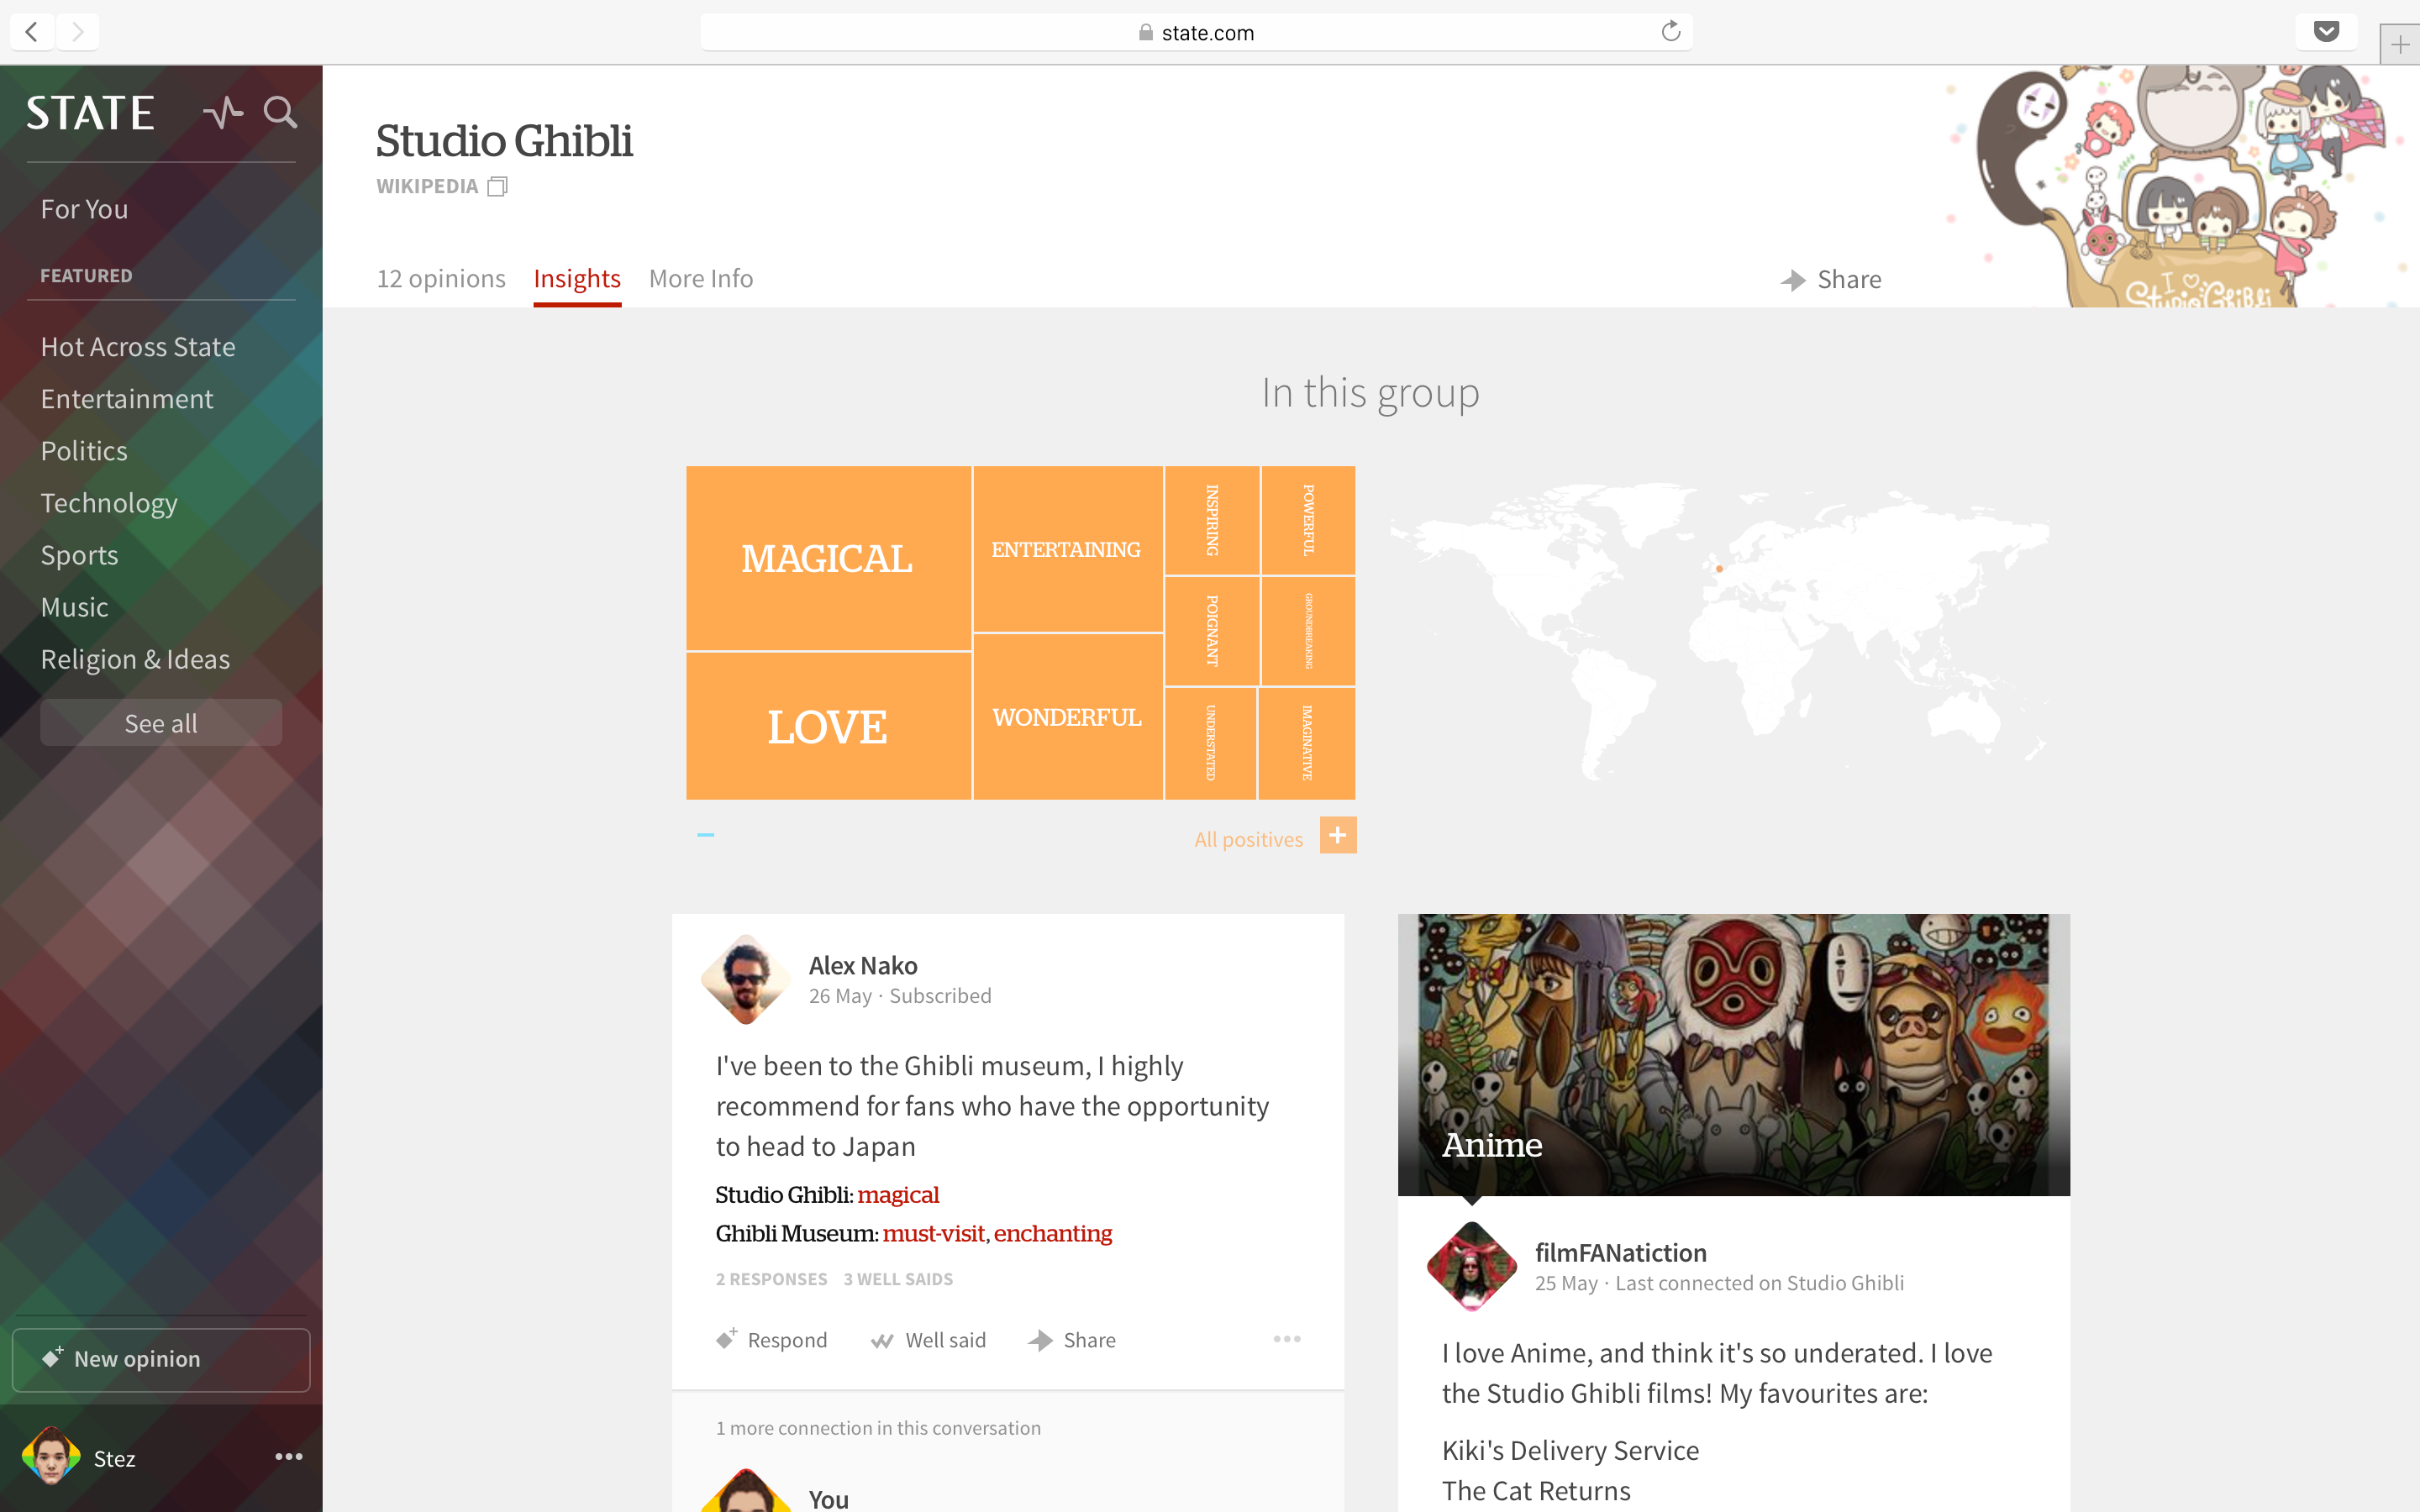 state.com
STATE
For You
FEATURED
Hot Across State
Entertainment
Politics
Technology
Sports
Music
Religion & Ideas
See all
New opinion
Stez
Studio Ghibli
WIKIPEDIA
12 opinions
Insights
More Info
Share
I ♡
Studio Ghibli
In this group
MAGICAL
LOVE
ENTERTAINING
WONDERFUL
INSPIRING
POWERFUL
POIGNANT
GROUNDBREAKING
UNDERSTATED
IMAGINATIVE
All positives
Alex Nako
26 May · Subscribed
I've been to the Ghibli museum, I highly
recommend for fans who have the opportunity
to head to Japan
Studio Ghibli: magical
Ghibli Museum: must-visit, enchanting
2 RESPONSES 3 WELL SAIDS
Respond
Well said
Share
1 more connection in this conversation
You
Anime
filmFANatiction
25 May · Last connected on Studio Ghibli
I love Anime, and think it's so underated. I love
the Studio Ghibli films! My favourites are:
Kiki's Delivery Service
The Cat Returns